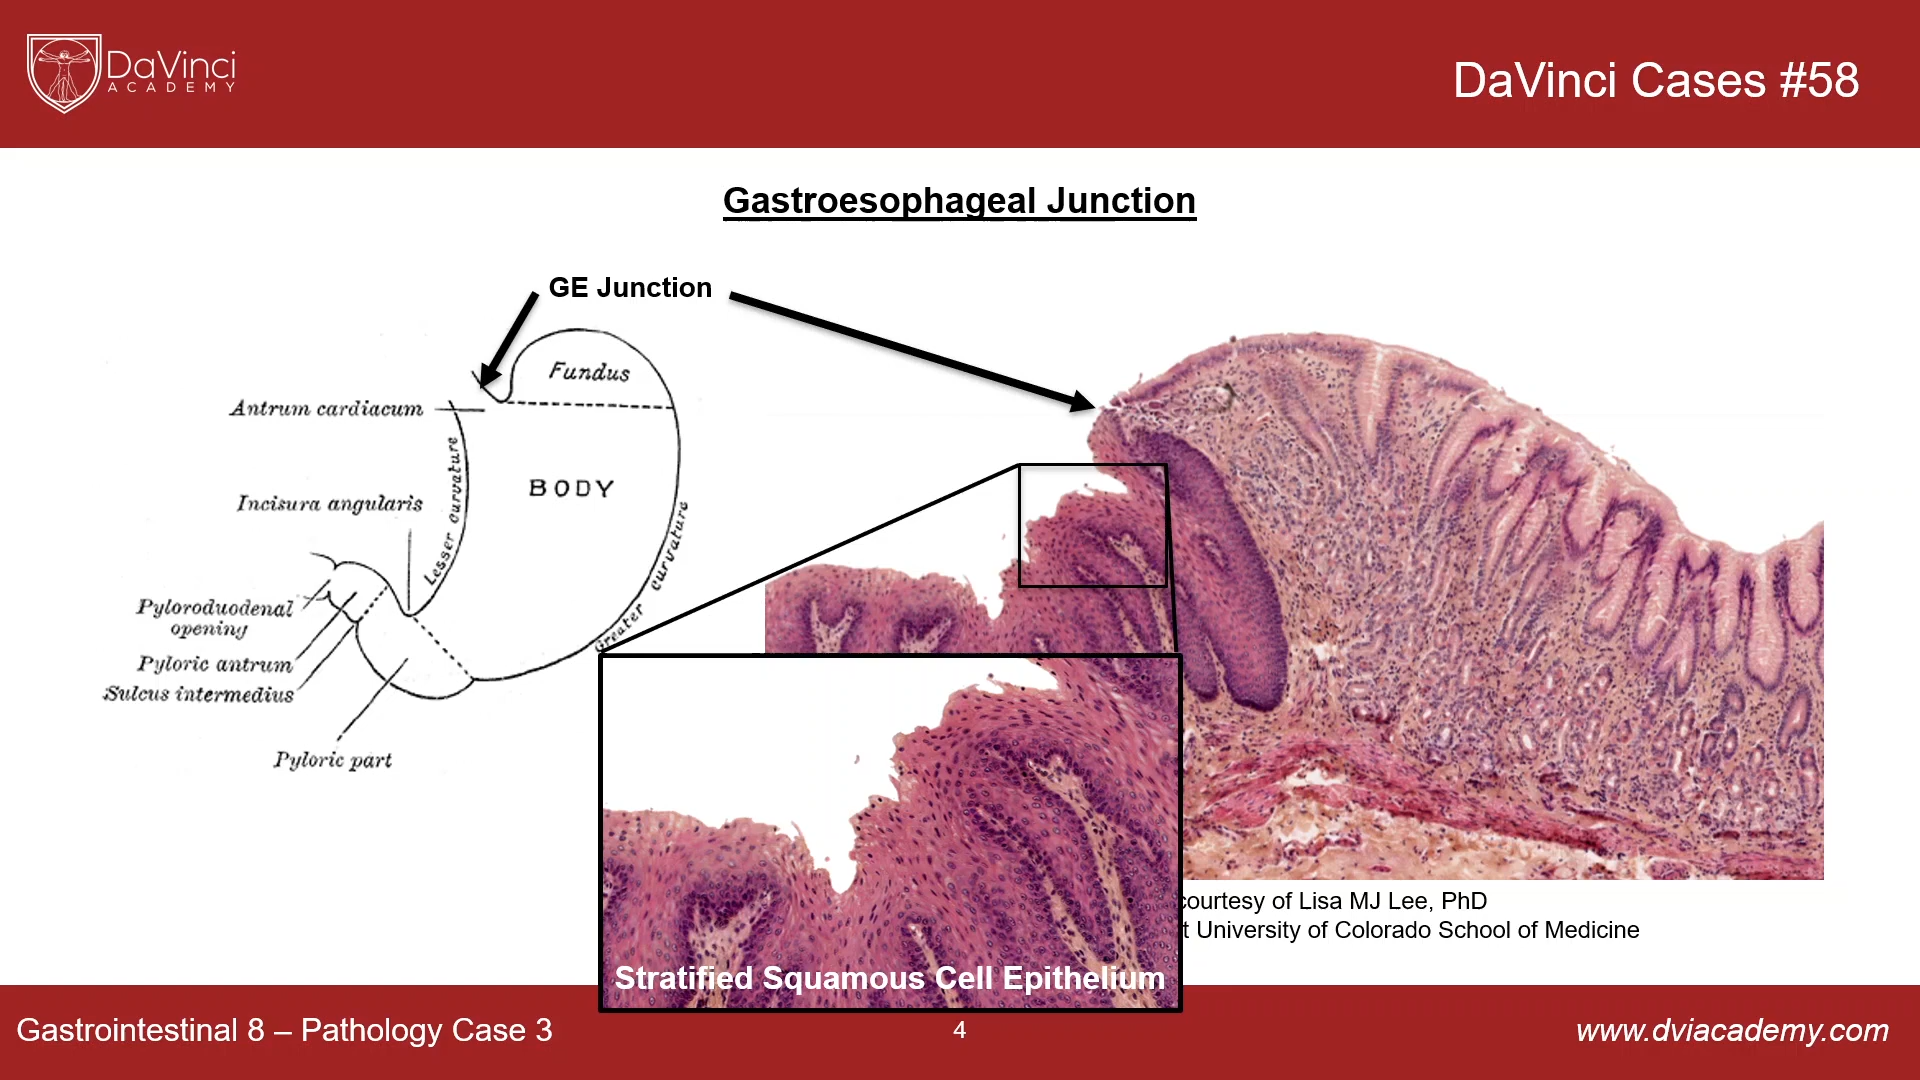 DaVinci
ACADEMY
DaVinci Cases #58
Gastroesophageal Junction
GE Junction
Fundus
Antrum cardiacum
Lesser curvature
BODY
Incisura angularis
Greater curvature
Pyloroduodenal
opening
Pyloric antrum
Sulcus intermedius
Pyloric part
courtesy of Lisa MJ Lee, PhD
t University of Colorado School of Medicine
Stratified Squamous Cell Epithelium
Gastrointestinal 8 – Pathology Case 3
4
www.dviacademy.com